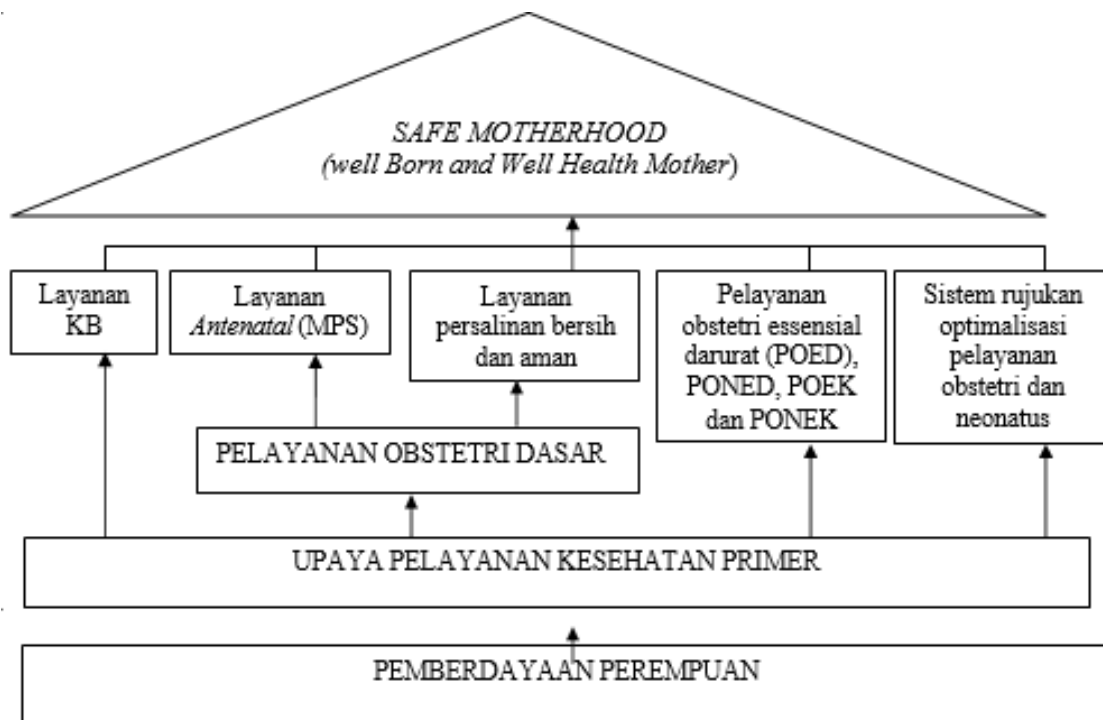 SAFE MOTHERHOOD
(well Born and Well Health Mother)
Layanan
KB
Layanan
Antenatal (MPS)
Layanan
persalinan bersih
dan aman
Pelayanan
obstetri essensial
darurat (POED),
PONED, POEK
dan PONEK
Sistem rujukan
optimalisasi
pelayanan
obstetri dan
neonatus
PELAYANAN OBSTETRI DASAR
UPAYA PELAYANAN KESEHATAN PRIMER
PEMBERDAYAAN PEREMPUAN